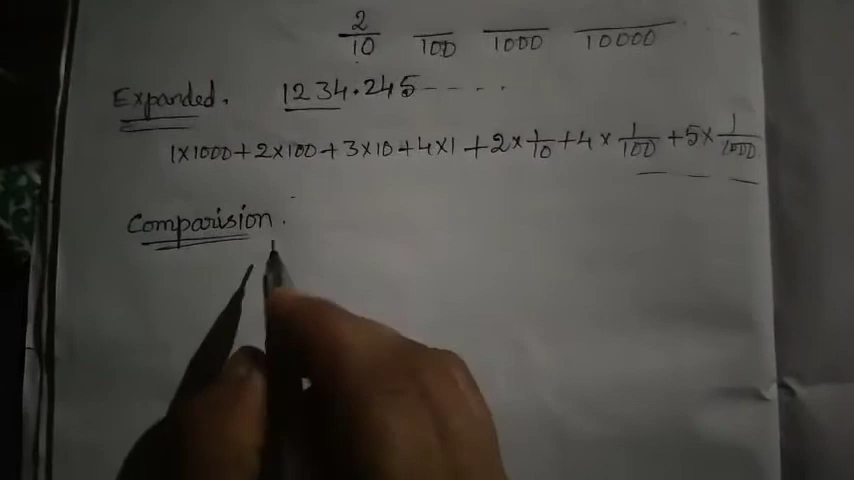 2/10 /100 /1000 /10000
Expanded. 1234.245-----
1×1000+2×100+3×10+4×1+2×1/10+4×1/100+5×1/1000
Comparision.